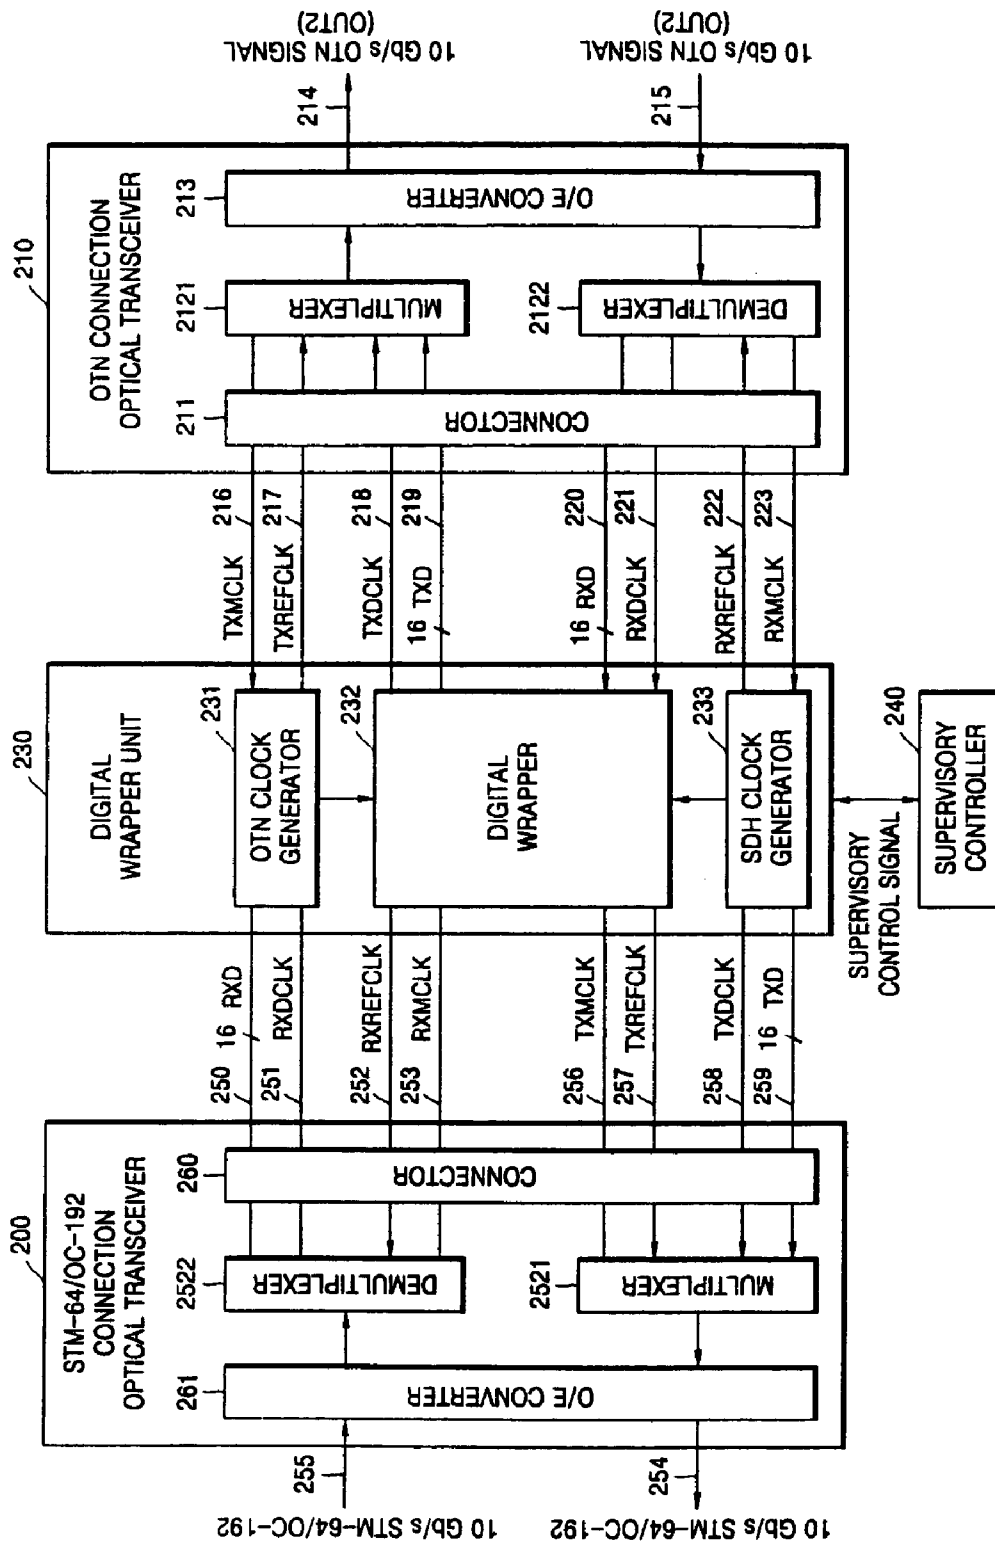 200
STM-64/OC-192
CONNECTION
OPTICAL TRANSCEIVER
255
10 Gb/s STM-64/OC-192
254
10 Gb/s STM-64/OC-192
261
O/E CONVERTER
2522
DEMULTIPLEXER
2521
MULTIPLEXER
260
CONNECTOR
250
16 RXD
251
RXDCLK
252
RXREFCLK
253
RXMCLK
256
TXMCLK
257
TXREFCLK
258
TXDCLK
259
16 TXD
230
DIGITAL
WRAPPER UNIT
231
OTN CLOCK
GENERATOR
232
DIGITAL
WRAPPER
233
SDH CLOCK
GENERATOR
SUPERVISORY
CONTROL SIGNAL
240
SUPERVISORY
CONTROLLER
TXMCLK
216
TXREFCLK
217
TXDCLK
218
16 TXD
219
16 RXD
220
RXDCLK
221
RXREFCLK
222
RXMCLK
223
210
OTN CONNECTION
OPTICAL TRANSCEIVER
211
CONNECTOR
2121
MULTIPLEXER
2122
DEMULTIPLEXER
213
O/E CONVERTER
214
10 Gb/s OTN SIGNAL
(OUT2)
215
10 Gb/s OTN SIGNAL
(OUT2)